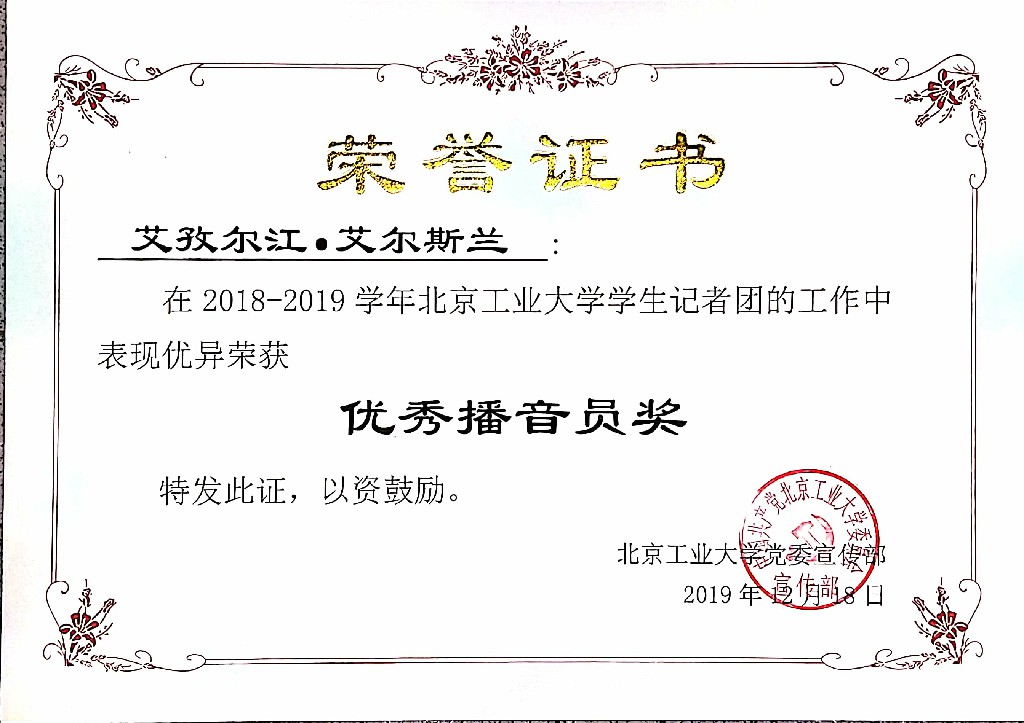 荣誉证书
艾孜尔江•艾尔斯兰：
在 2018-2019 学年北京工业大学学生记者团的工作中
表现优异荣获
优秀播音员奖
特发此证，以资鼓励。
中国共产党北京工业大学委员会
宣传部
北京工业大学党委宣传部
2019 年 12 月 18 日